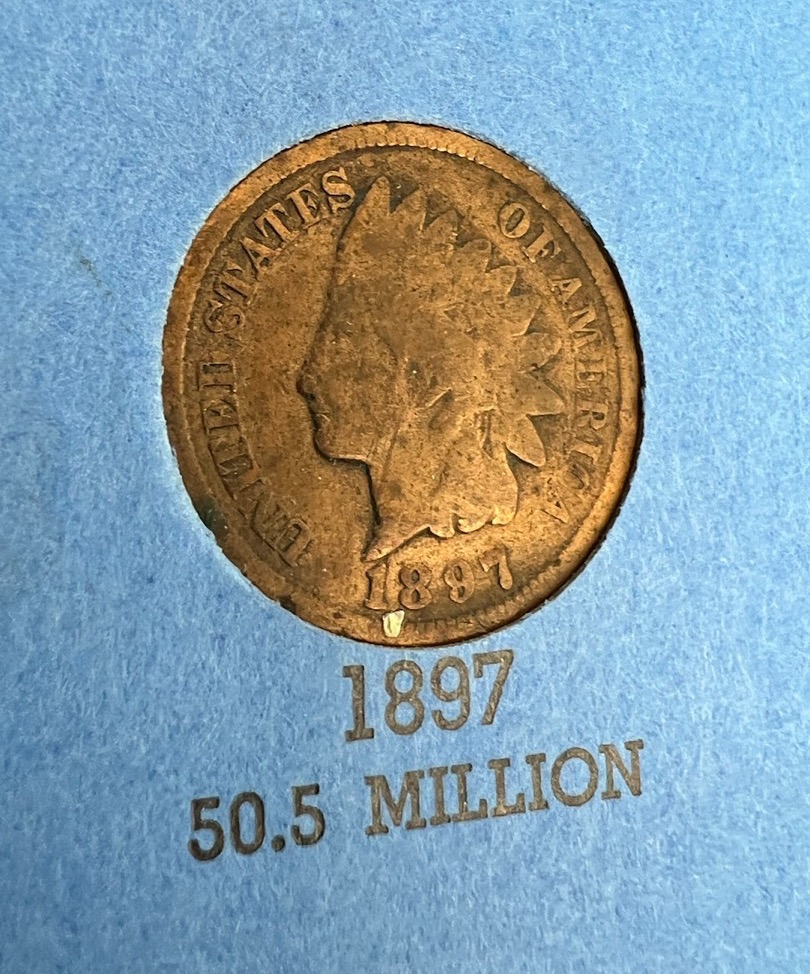 UNITED STATES OF AMERICA
1897
1897
50.5 MILLION